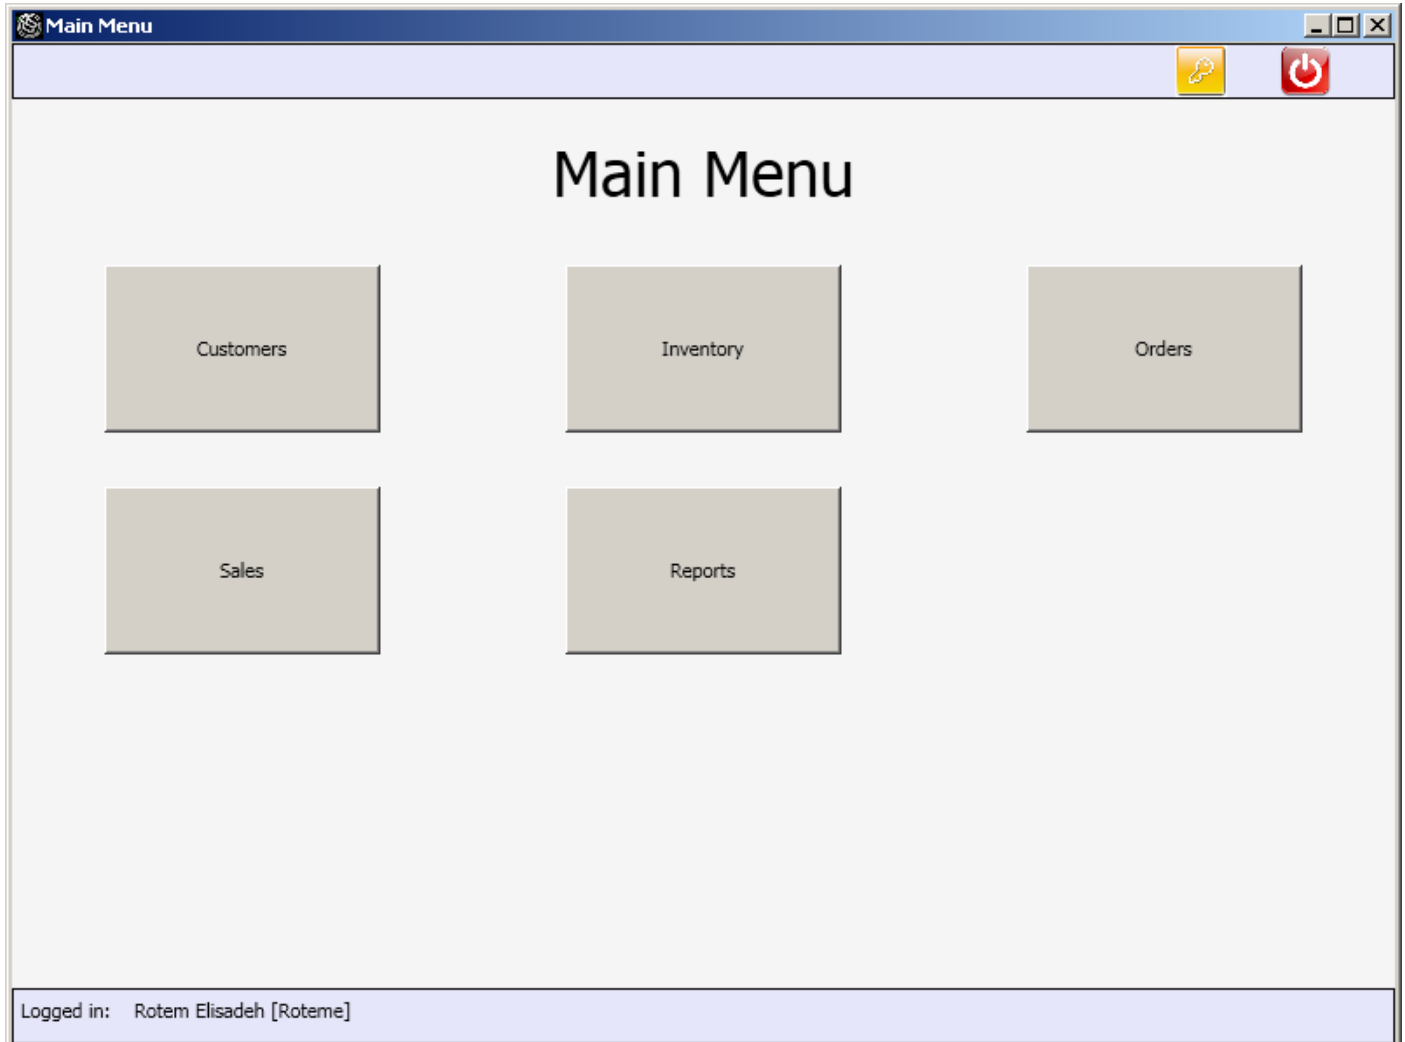 Main Menu
Main Menu
Customers
Inventory
Orders
Sales
Reports
Logged in: Rotem Elisadeh [Roteme]